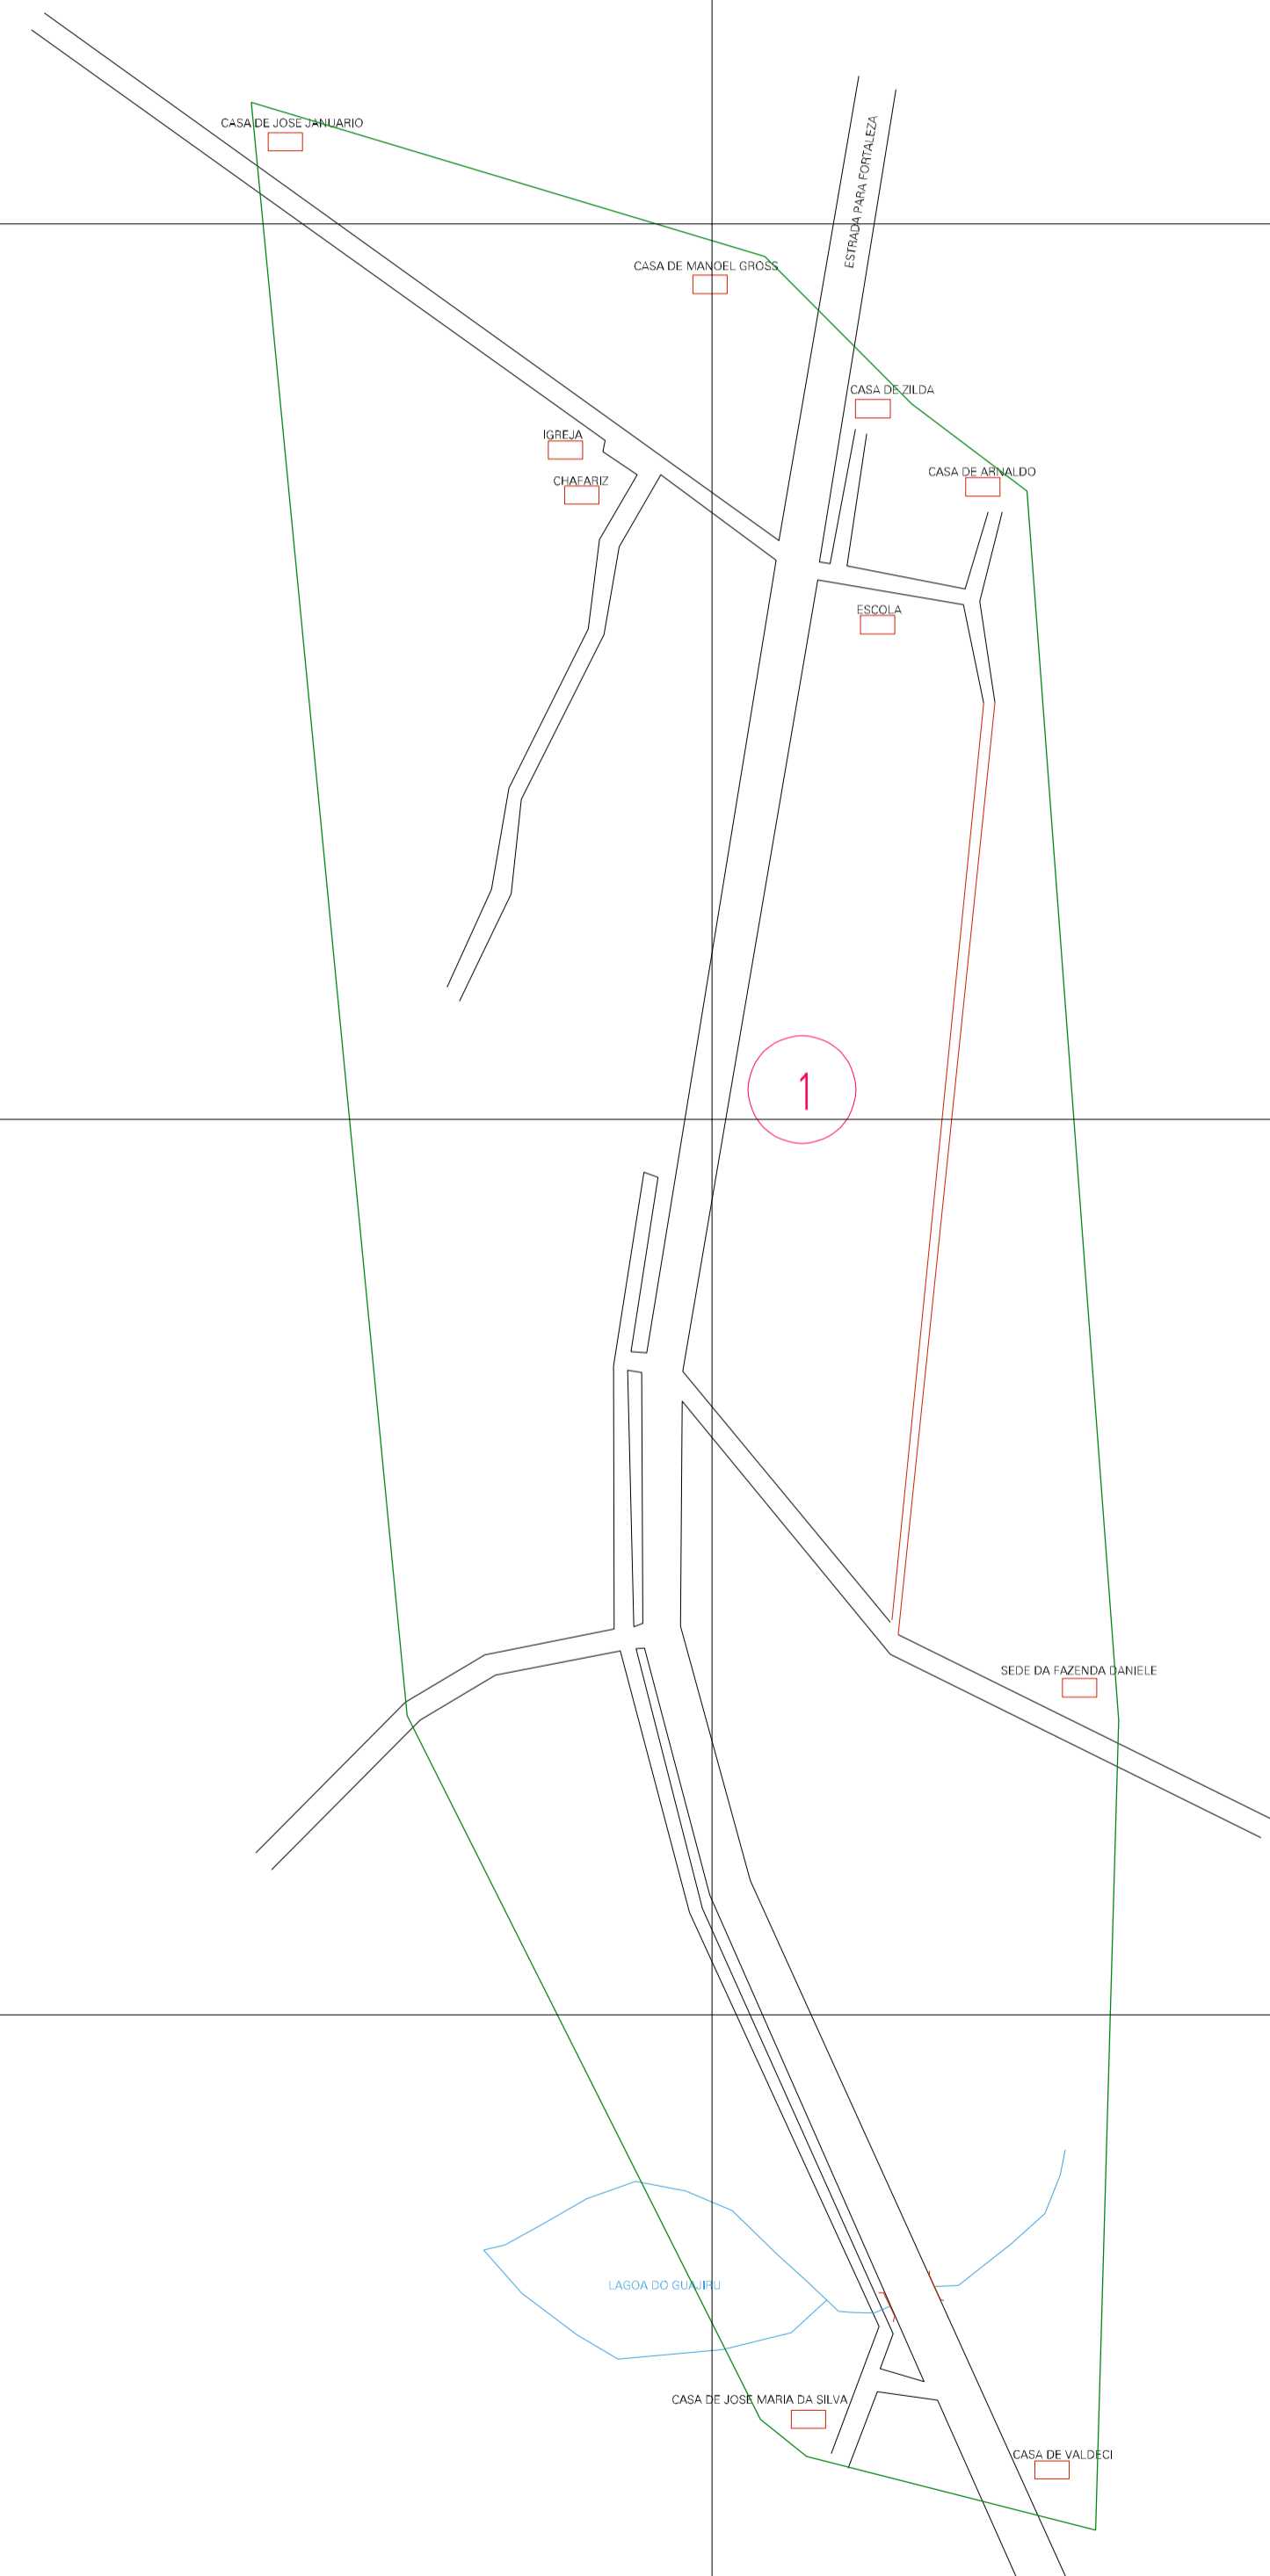 CASA DE JOSE JANUARIO
ESTRADA PARA FORTALEZA
CASA DE MANOEL GROSS
CASA DE ZILDA
IGREJA
CASA DE ARNALDO
CHAFARIZ
ESCOLA
1
SEDE DA FAZENDA DANIELE
LAGOA DO GUAJIRU
CASA DE JOSE MARIA DA SILVA
CASA DE VALDECI